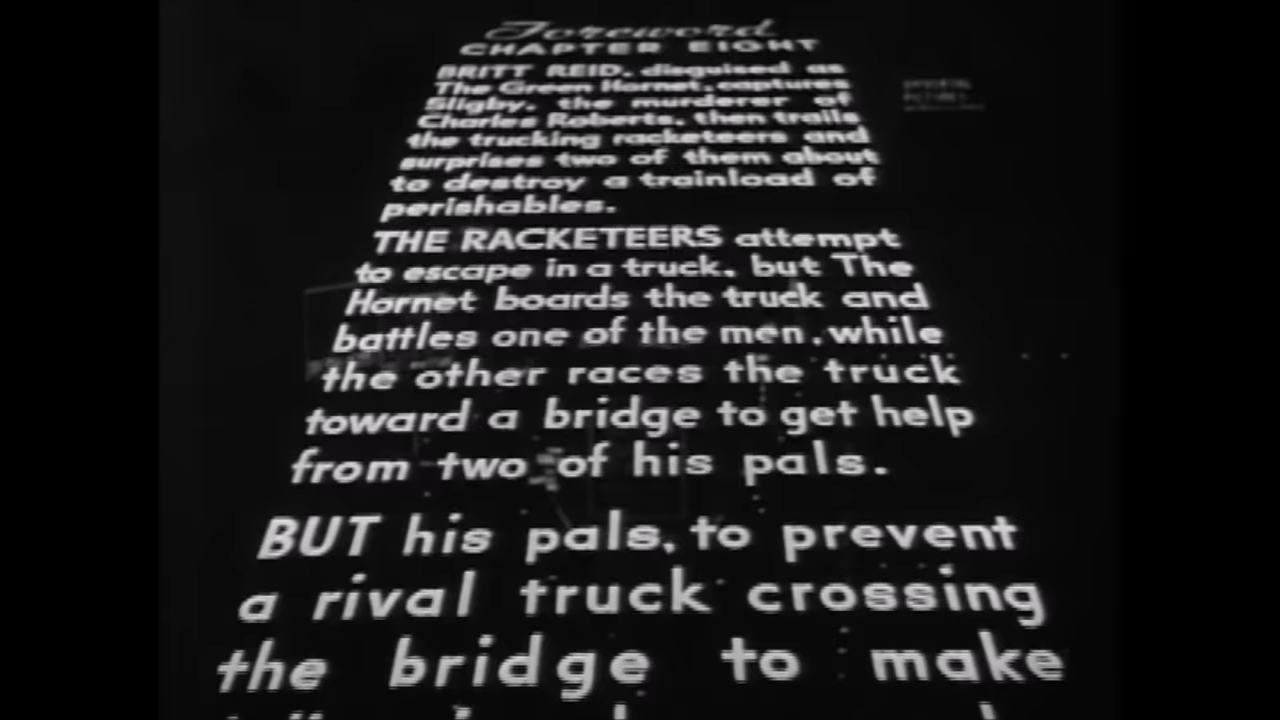 Foreword
CHAPTER EIGHT
BRITT REID, disguised as
The Green Hornet, captures
Sligby, the murderer of
Charles Roberts, then trails
the trucking racketeers and
surprises two of them about
to destroy a trainload of
perishables.
THE RACKETEERS attempt
to escape in a truck, but The
Hornet boards the truck and
battles one of the men, while
the other races the truck
toward a bridge to get help
from two of his pals.
BUT his pals, to prevent
a rival truck crossing
the bridge to make